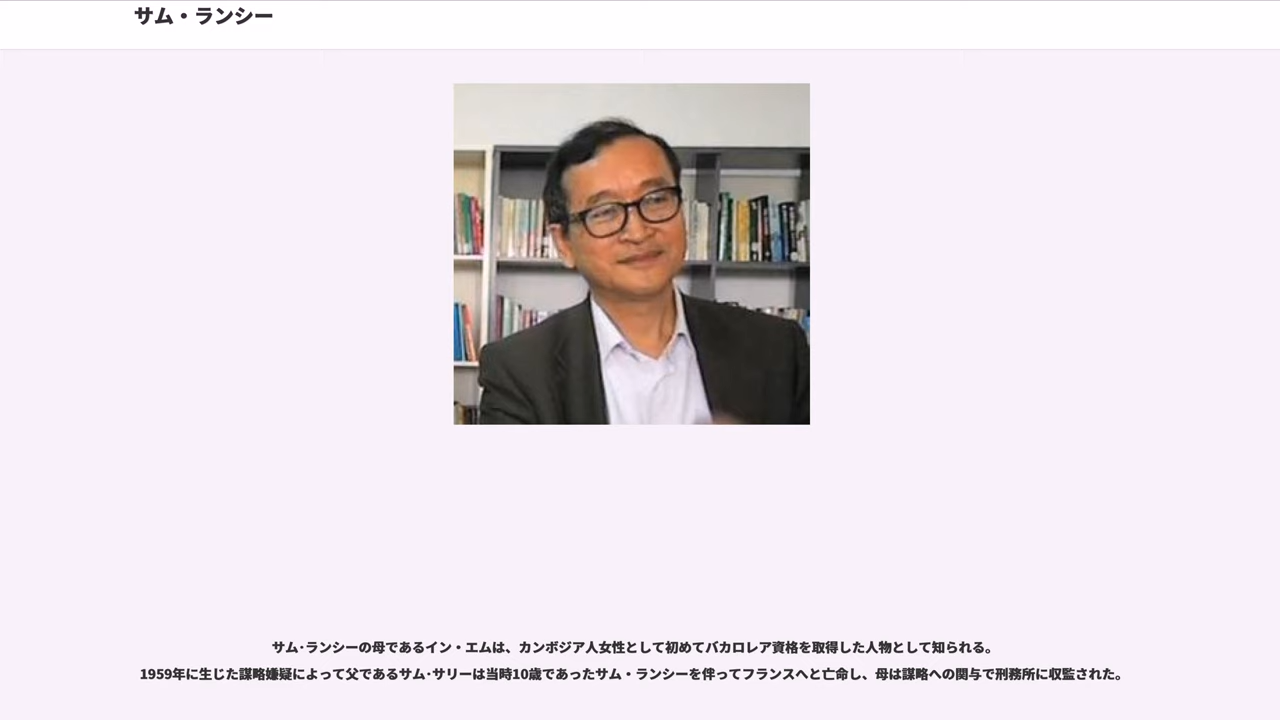 サム・ランシー
サム･ランシーの母であるイン・エムは、カンボジア人女性として初めてバカロレア資格を取得した人物として知られる。
1959年に生じた謀略嫌疑によって父であるサム･サリーは当時10歳であったサム・ランシーを伴ってフランスへと亡命し、母は謀略への関与で刑務所に収監された。